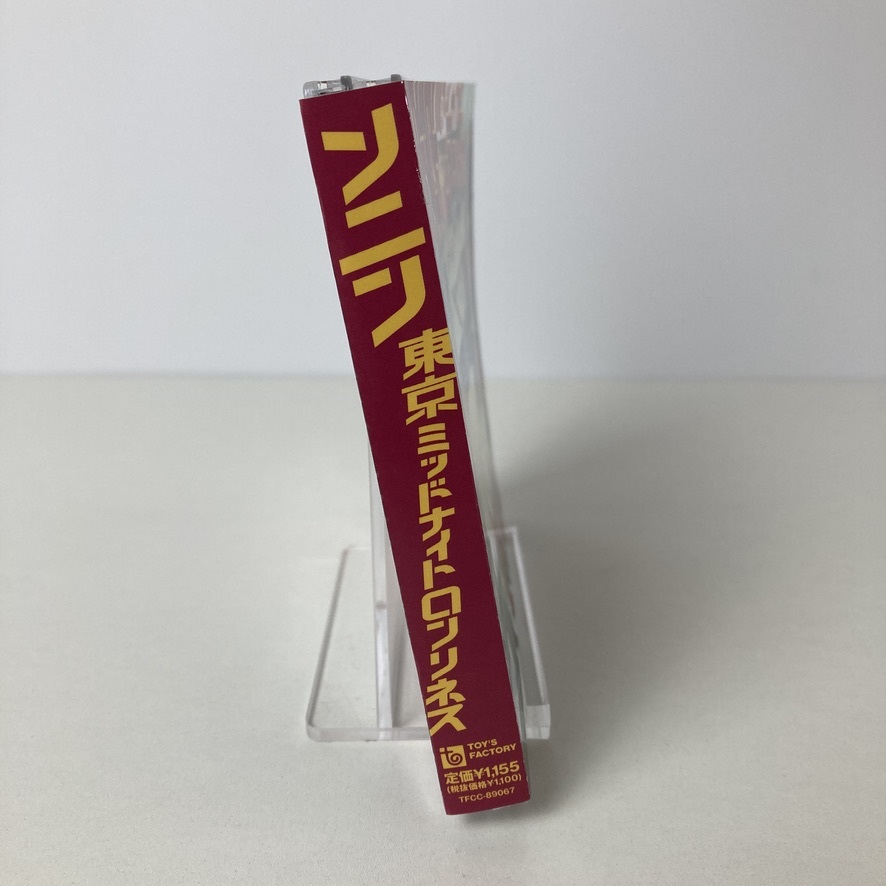 ソニン
東京ミッドナイトロンリネス
TOY'S
FACTORY
定価¥1,155
(税抜価格¥1,100)
TFCC-89067